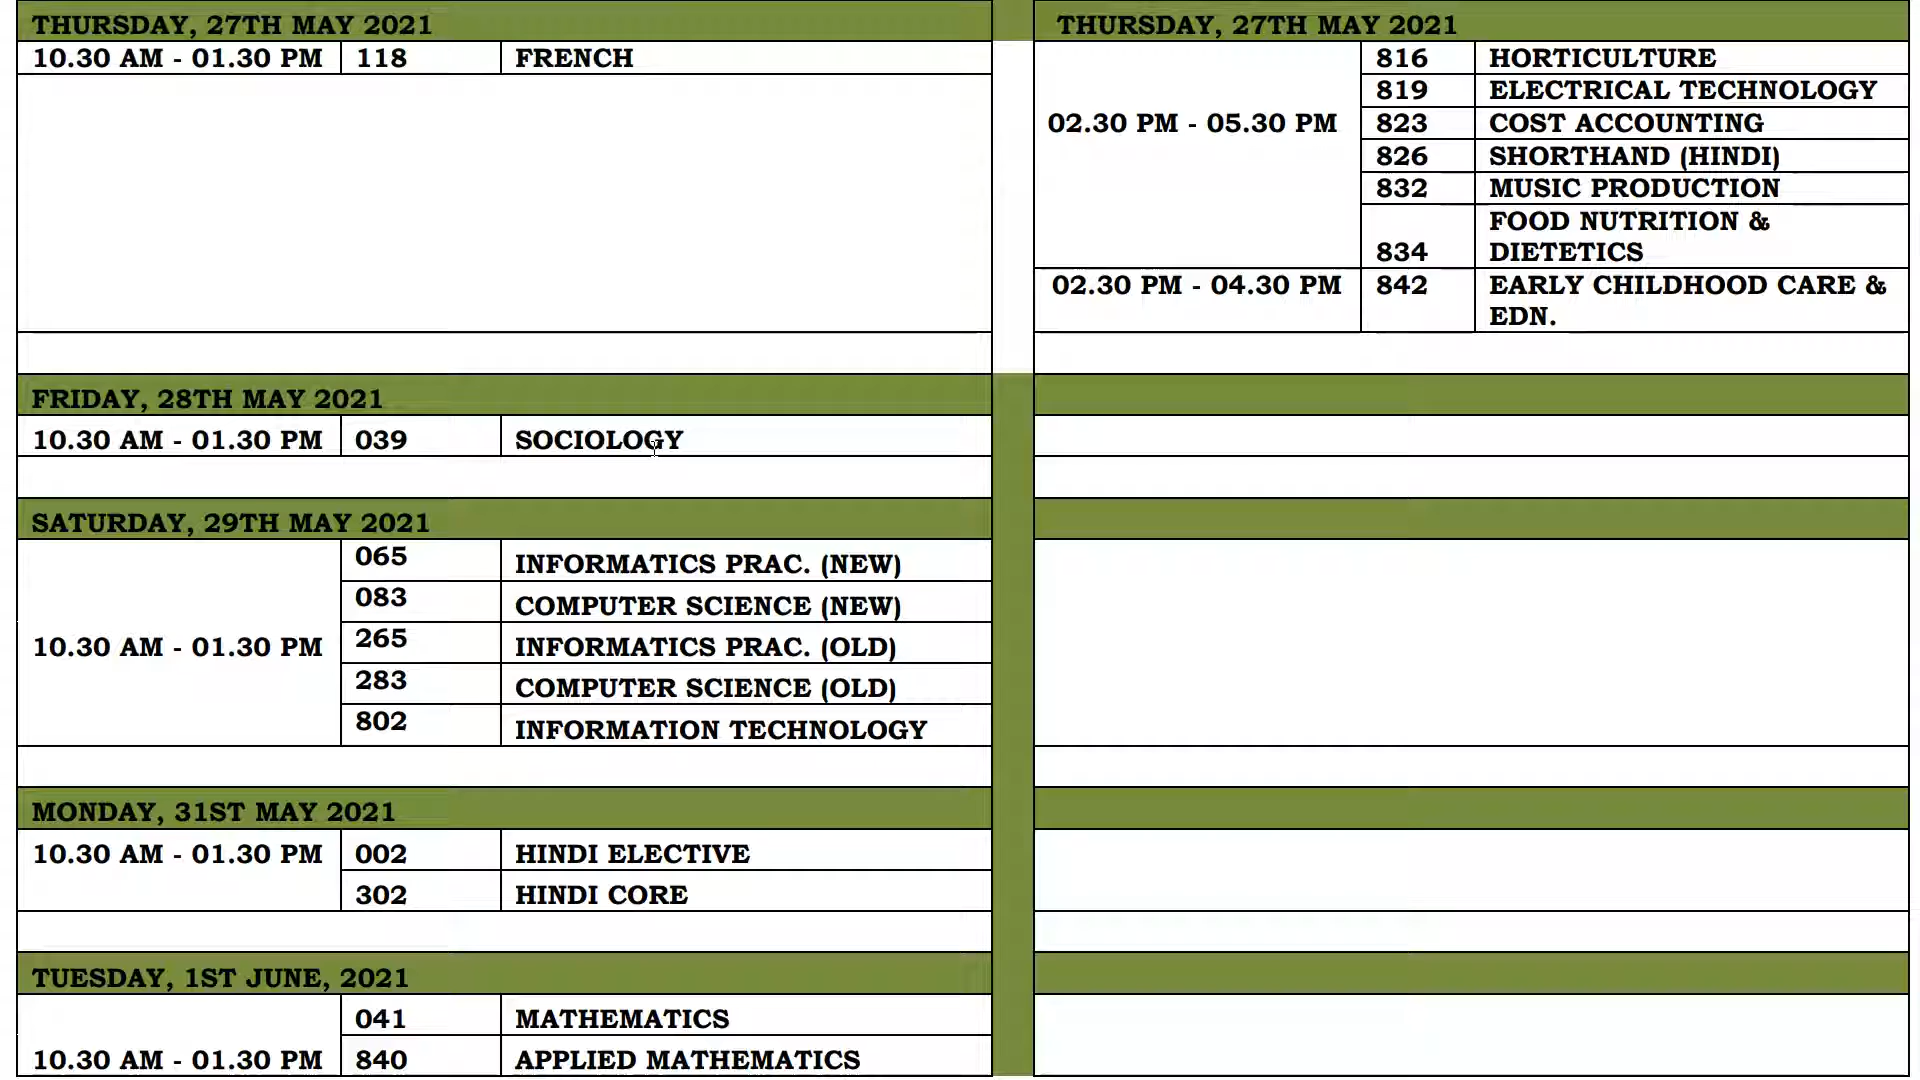 THURSDAY, 27TH MAY 2021
10.30 AM - 01.30 PM 118 FRENCH
THURSDAY, 27TH MAY 2021
816 HORTICULTURE
819 ELECTRICAL TECHNOLOGY
02.30 PM - 05.30 PM 823 COST ACCOUNTING
826 SHORTHAND (HINDI)
832 MUSIC PRODUCTION
FOOD NUTRITION &
834 DIETETICS
02.30 PM - 04.30 PM 842 EARLY CHILDHOOD CARE &
EDN.
FRIDAY, 28TH MAY 2021
10.30 AM - 01.30 PM 039 SOCIOLOGY
SATURDAY, 29TH MAY 2021
065 INFORMATICS PRAC. (NEW)
083 COMPUTER SCIENCE (NEW)
10.30 AM - 01.30 PM 265 INFORMATICS PRAC. (OLD)
283 COMPUTER SCIENCE (OLD)
802 INFORMATION TECHNOLOGY
MONDAY, 31ST MAY 2021
10.30 AM - 01.30 PM 002 HINDI ELECTIVE
302 HINDI CORE
TUESDAY, 1ST JUNE, 2021
041 MATHEMATICS
10.30 AM - 01.30 PM 840 APPLIED MATHEMATICS